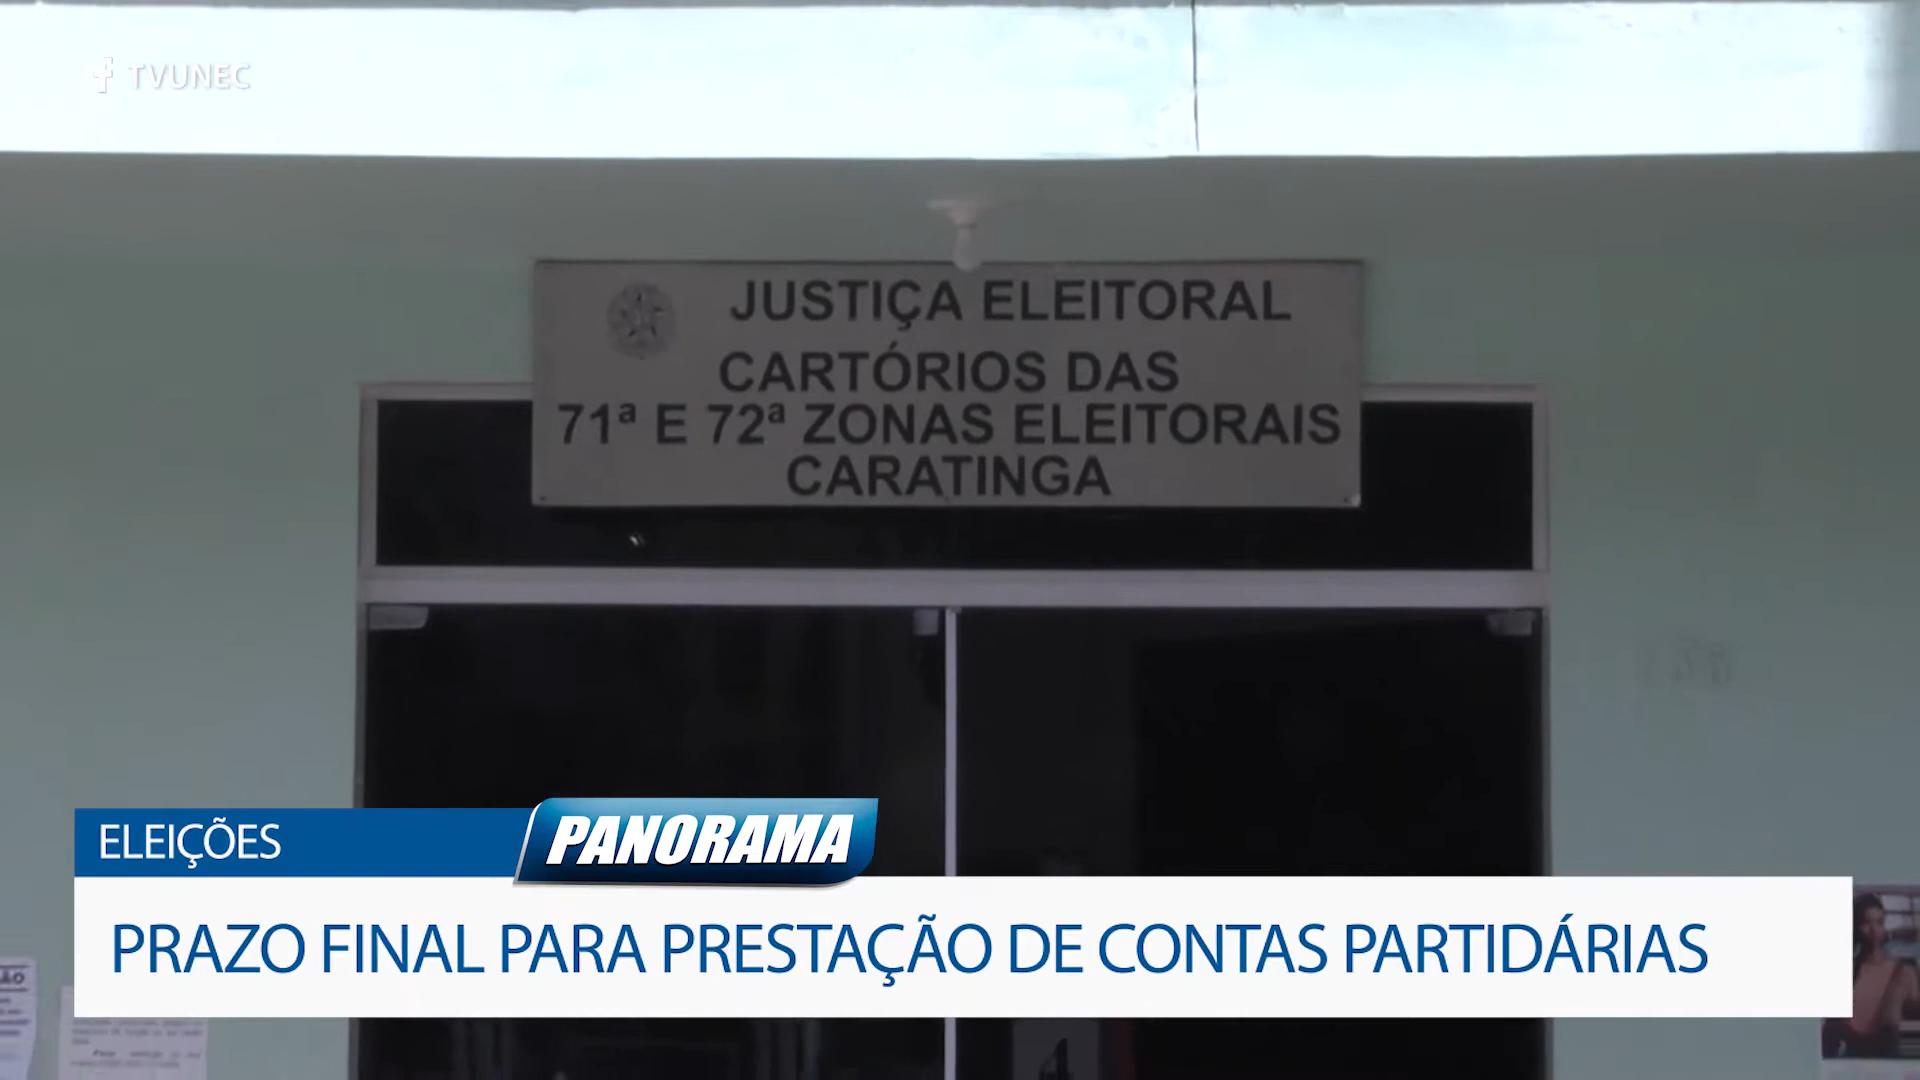 TVUNEC
JUSTIÇA ELEITORAL
CARTÓRIOS DAS
71ª E 72ª ZONAS ELEITORAIS
CARATINGA
ELEIÇÕES
PANORAMA
PRAZO FINAL PARA PRESTAÇÃO DE CONTAS PARTIDÁRIAS